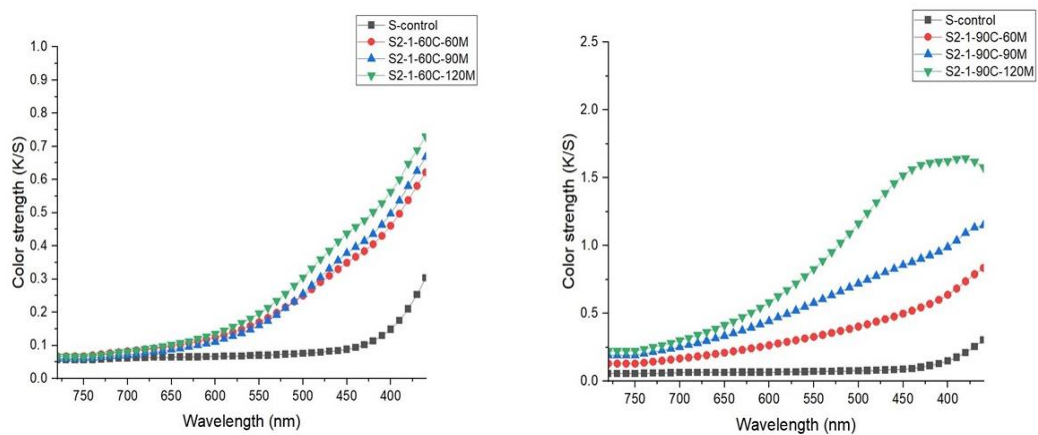 S-control
S2-1-60C-60M
S2-1-60C-90M
S2-1-60C-120M
1.0
0.9
0.8
0.7
0.6
0.5
0.4
0.3
0.2
0.1
0.0
Color strength (K/S)
750 700 650 600 550 500 450 400
Wavelength (nm)
S-control
S2-1-90C-60M
S2-1-90C-90M
S2-1-90C-120M
2.5
2.0
1.5
1.0
0.5
0.0
Color strength (K/S)
750 700 650 600 550 500 450 400
Wavelength (nm)